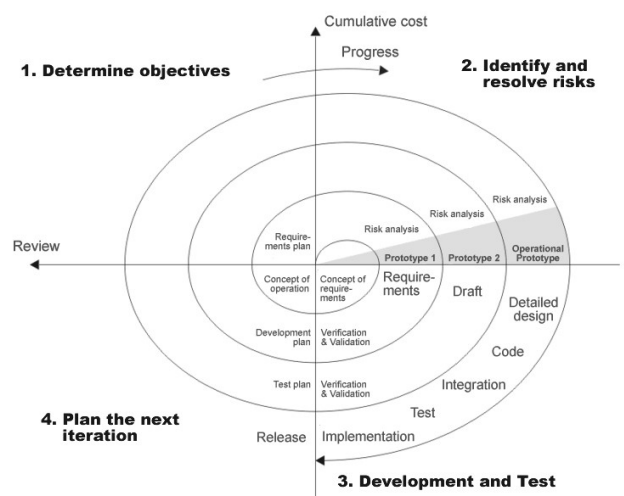 Cumulative cost
Progress
1. Determine objectives
2. Identify and
resolve risks
Risk analysis
Risk analysis
Risk analysis
Require-
ments plan
Review
Prototype 1
Prototype 2
Operational
Prototype
Concept of
operation
Concept of
require-
ments
Require-
ments
Draft
Detailed
design
Development
plan
Verification
& Validation
Code
Test plan
Verification
& Validation
Integration
Test
4. Plan the next
iteration
Release
Implementation
3. Development and Test